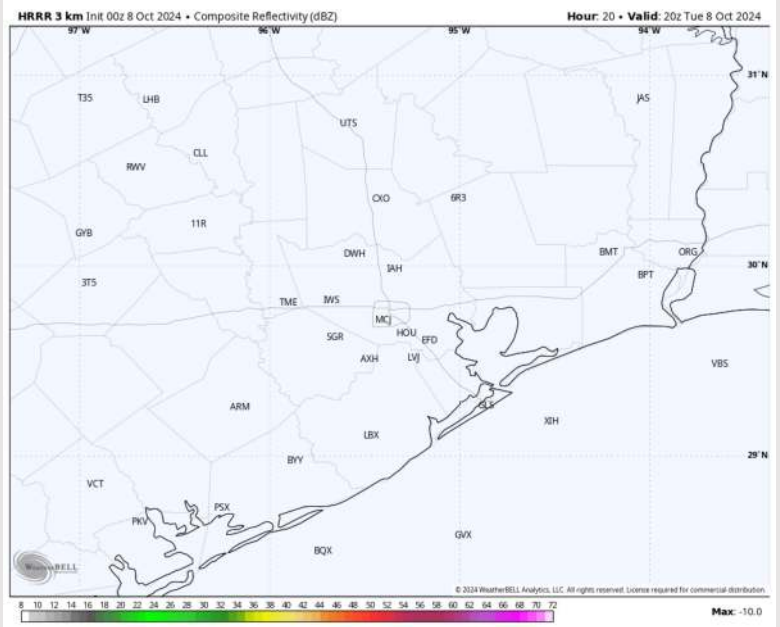 HRRR 3 km Init 00z 8 Oct 2024 • Composite Reflectivity (dBZ) Hour: 20 • Valid: 20z Tue 8 Oct 2024
97°W 96°W 95°W 94°W
31°N
T35 LHB JAS
UTS
CLL
RWV
CXO 6R3
11R
GYB
DWH BMT ORG
30°N
IAH
BPT
3T5
TME IWS
MCJ
HOU
SGR EFD
AXH LVJ
VBS
ARM GLS
XIH
LBX
29°N
BYY
VCT
PSX
PKV
GVX
BQX
WeatherBELL
© 2024 WeatherBELL Analytics, LLC. All rights reserved. License required for commercial distribution.
8 10 12 14 16 18 20 22 24 26 28 30 32 34 36 38 40 42 44 46 48 50 52 54 56 58 60 62 64 66 68 70 72
Max: -10.0